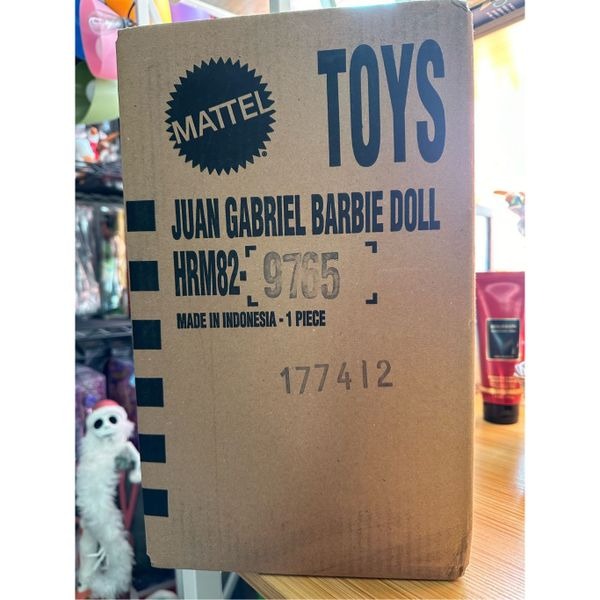 MATTEL
TOYS
JUAN GABRIEL BARBIE DOLL
HRM82-[9765]
MADE IN INDONESIA - 1 PIECE
177412